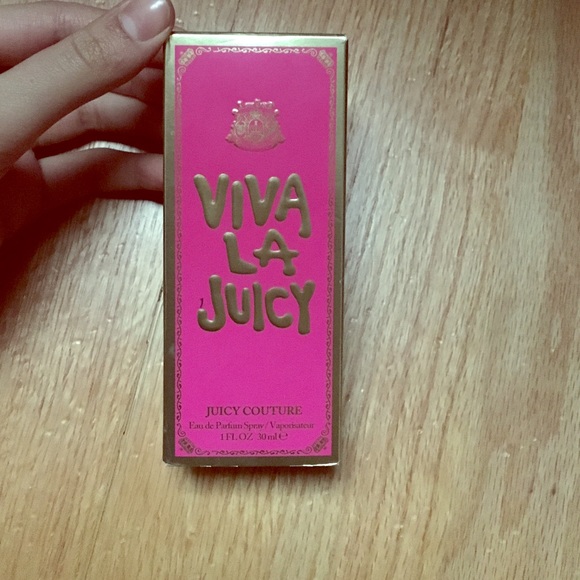 VIVA
LA
JUICY
JUICY COUTURE
Eau de Parfum Spray / Vaporisateur
1 FL OZ 30 ml ℮